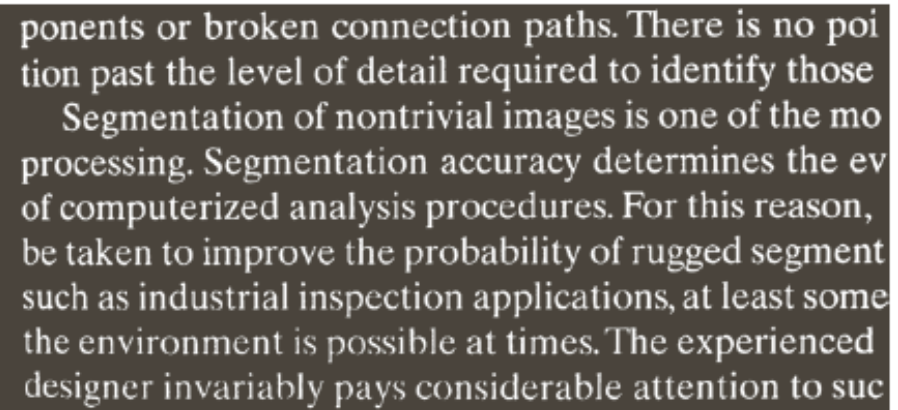 ponents or broken connection paths. There is no poi
tion past the level of detail required to identify those
Segmentation of nontrivial images is one of the mo
processing. Segmentation accuracy determines the ev
of computerized analysis procedures. For this reason,
be taken to improve the probability of rugged segment
such as industrial inspection applications, at least some
the environment is possible at times. The experienced
designer invariably pays considerable attention to suc